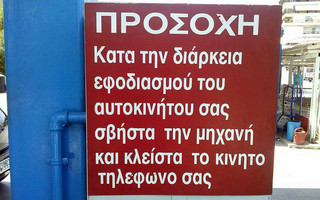 ΠΡΟΣΟΧΗ
Κατα την διάρκεια
εφοδιασμού του
αυτοκινήτου σας
σβήστα την μηχανή
και κλείστα το κινητο
τηλεφωνο σας